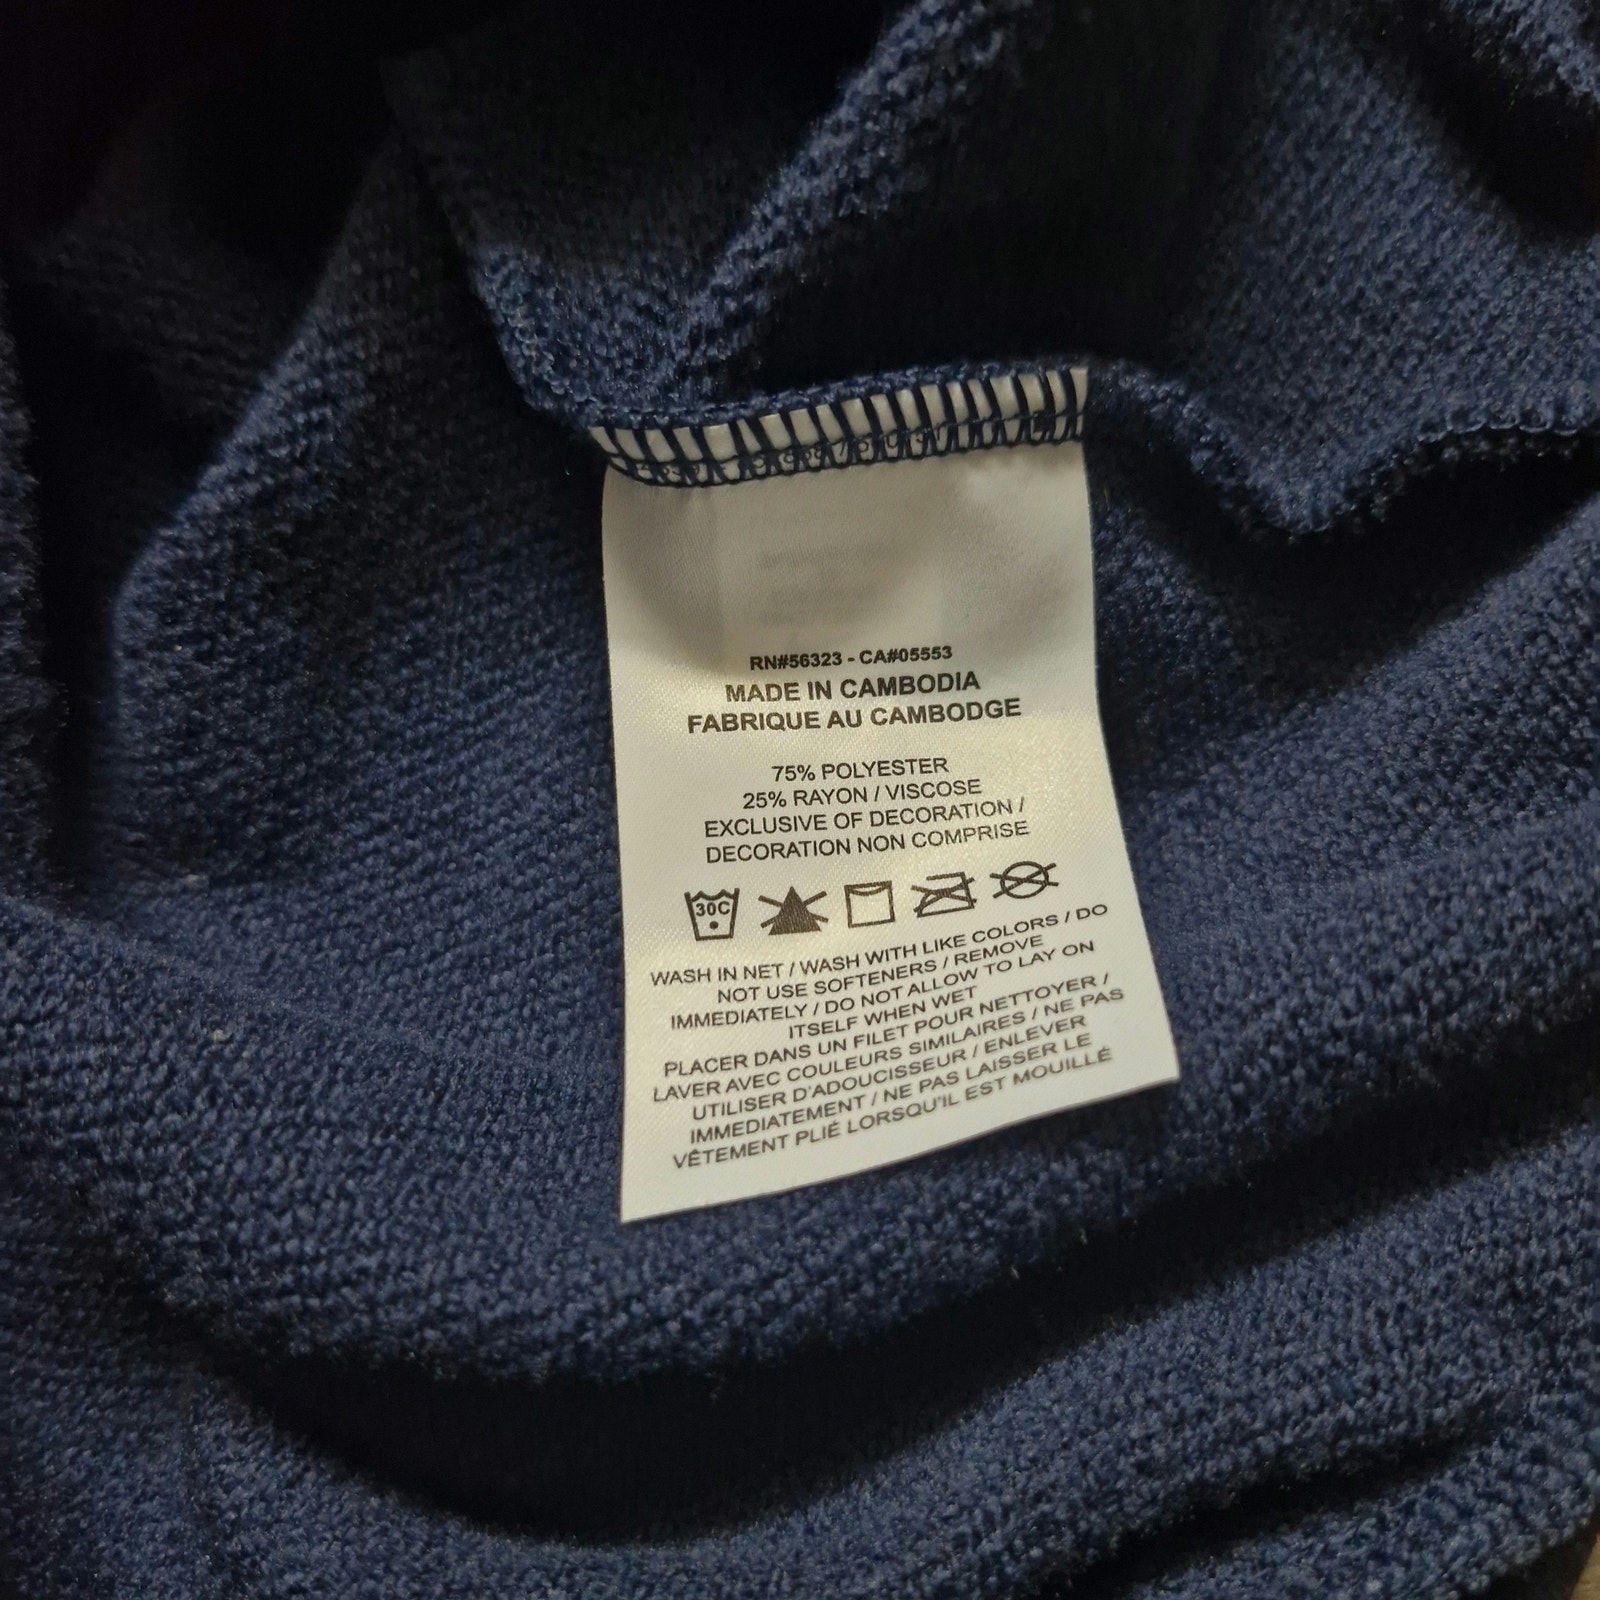 RN#56323 - CA#05553
MADE IN CAMBODIA
FABRIQUE AU CAMBODGE
75% POLYESTER
25% RAYON / VISCOSE
EXCLUSIVE OF DECORATION /
DECORATION NON COMPRISE
30C
WASH IN NET / WASH WITH LIKE COLORS / DO
NOT USE SOFTENERS / REMOVE
IMMEDIATELY / DO NOT ALLOW TO LAY ON
ITSELF WHEN WET
PLACER DANS UN FILET POUR NETTOYER /
LAVER AVEC COULEURS SIMILAIRES / NE PAS
UTILISER D'ADOUCISSEUR / ENLEVER
IMMEDIATEMENT / NE PAS LAISSER LE
VÊTEMENT PLIÉ LORSQU'IL EST MOUILLÉ